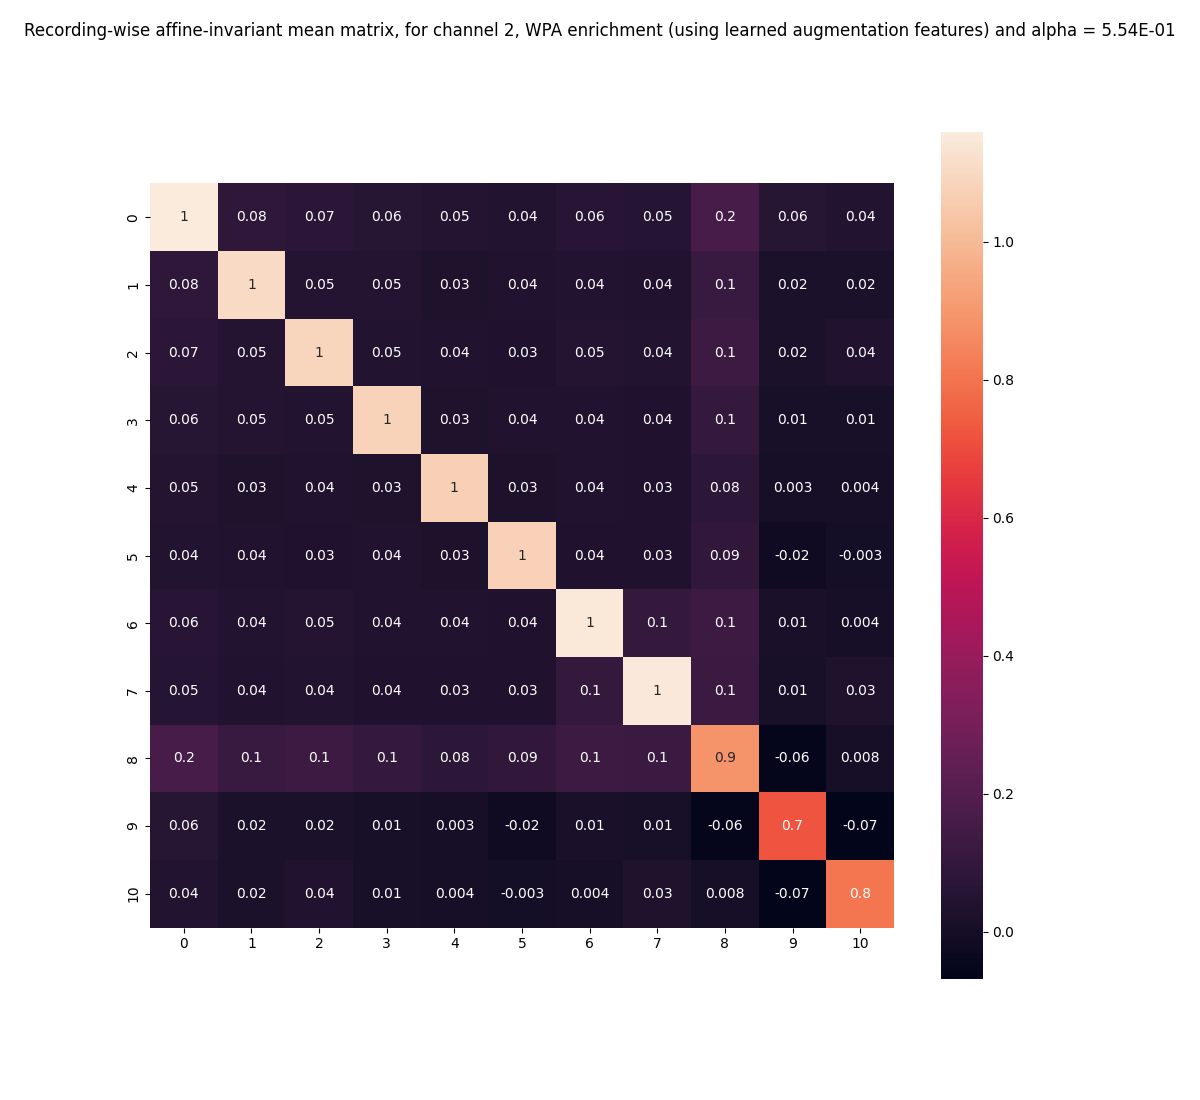 Recording-wise affine-invariant mean matrix, for channel 2, WPA enrichment (using learned augmentation features) and alpha = 5.54E-01
0 1 0.08 0.07 0.06 0.05 0.04 0.06 0.05 0.2 0.06 0.04
1 0.08 1 0.05 0.05 0.03 0.04 0.04 0.04 0.1 0.02 0.02
2 0.07 0.05 1 0.05 0.04 0.03 0.05 0.04 0.1 0.02 0.04
3 0.06 0.05 0.05 1 0.03 0.04 0.04 0.04 0.1 0.01 0.01
4 0.05 0.03 0.04 0.03 1 0.03 0.04 0.03 0.08 0.003 0.004
5 0.04 0.04 0.03 0.04 0.03 1 0.04 0.03 0.09 -0.02 -0.003
6 0.06 0.04 0.05 0.04 0.04 0.04 1 0.1 0.1 0.01 0.004
7 0.05 0.04 0.04 0.04 0.03 0.03 0.1 1 0.1 0.01 0.03
8 0.2 0.1 0.1 0.1 0.08 0.09 0.1 0.1 0.9 -0.06 0.008
9 0.06 0.02 0.02 0.01 0.003 -0.02 0.01 0.01 -0.06 0.7 -0.07
10 0.04 0.02 0.04 0.01 0.004 -0.003 0.004 0.03 0.008 -0.07 0.8
0 1 2 3 4 5 6 7 8 9 10
1.0
0.8
0.6
0.4
0.2
0.0